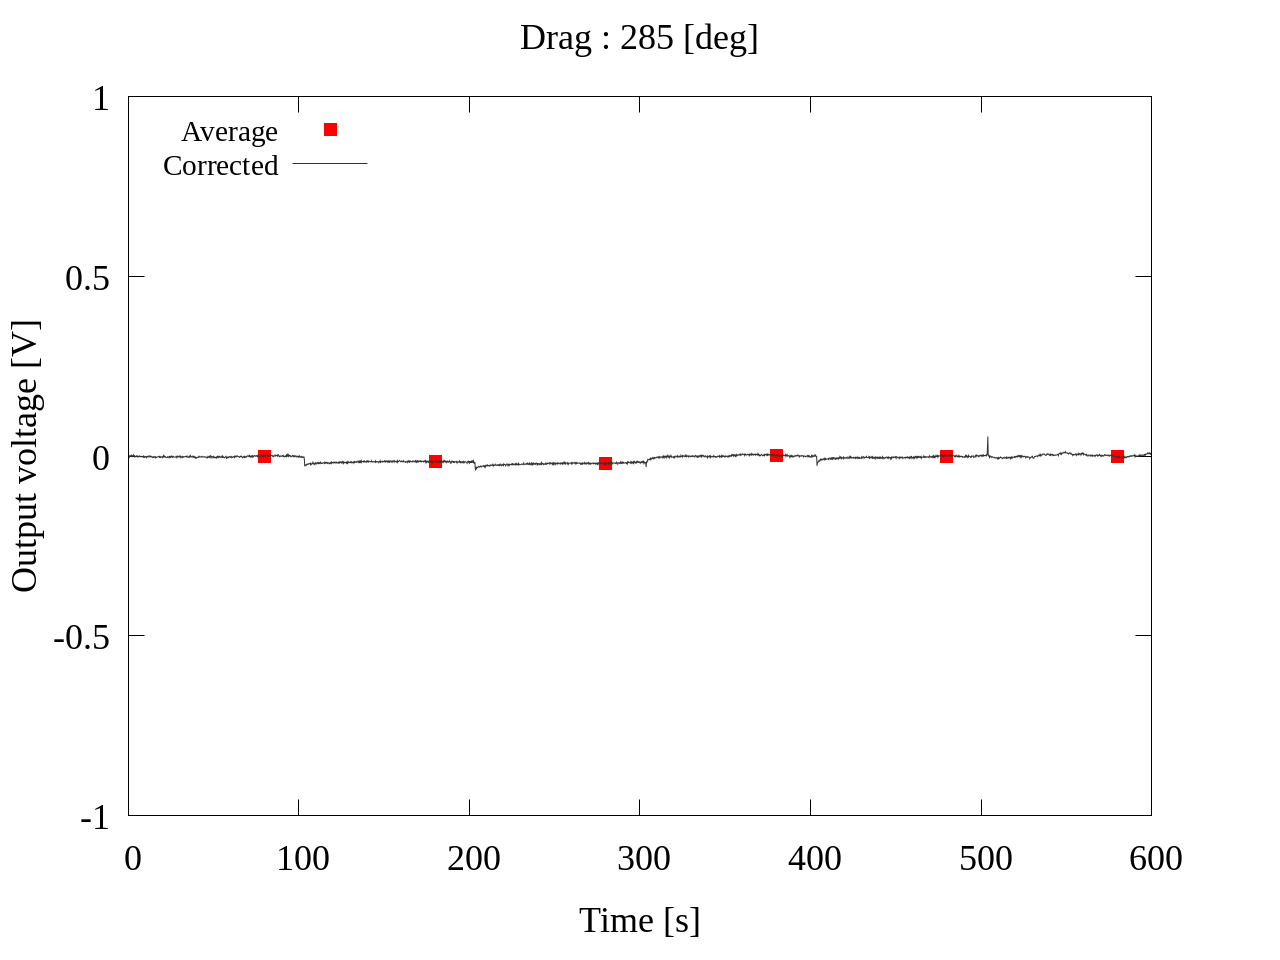 Drag : 285 [deg]
Average
Corrected
1
0.5
0
-0.5
-1
Output voltage [V]
0 100 200 300 400 500 600
Time [s]